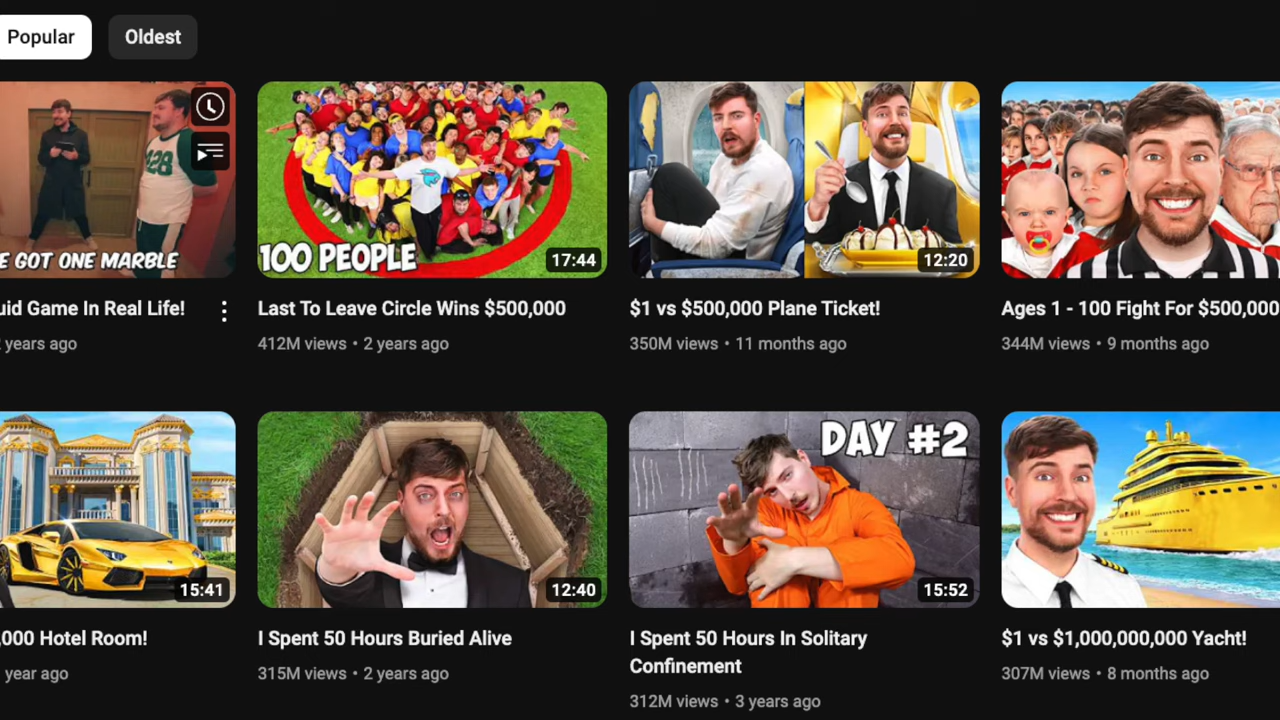 Popular
Oldest
E GOT ONE MARBLE
100 PEOPLE
17:44
12:20
uid Game In Real Life!
Last To Leave Circle Wins $500,000
$1 vs $500,000 Plane Ticket!
Ages 1 - 100 Fight For $500,000
years ago
412M views • 2 years ago
350M views • 11 months ago
344M views • 9 months ago
15:41
12:40
DAY #2
15:52
,000 Hotel Room!
I Spent 50 Hours Buried Alive
I Spent 50 Hours In Solitary
Confinement
$1 vs $1,000,000,000 Yacht!
year ago
315M views • 2 years ago
312M views • 3 years ago
307M views • 8 months ago